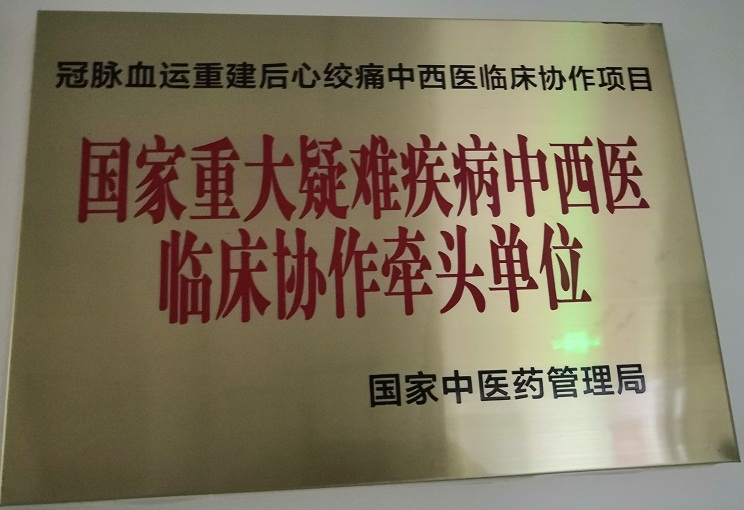 冠脉血运重建后心绞痛中西医临床协作项目
国家重大疑难疾病中西医
临床协作牵头单位
国家中医药管理局